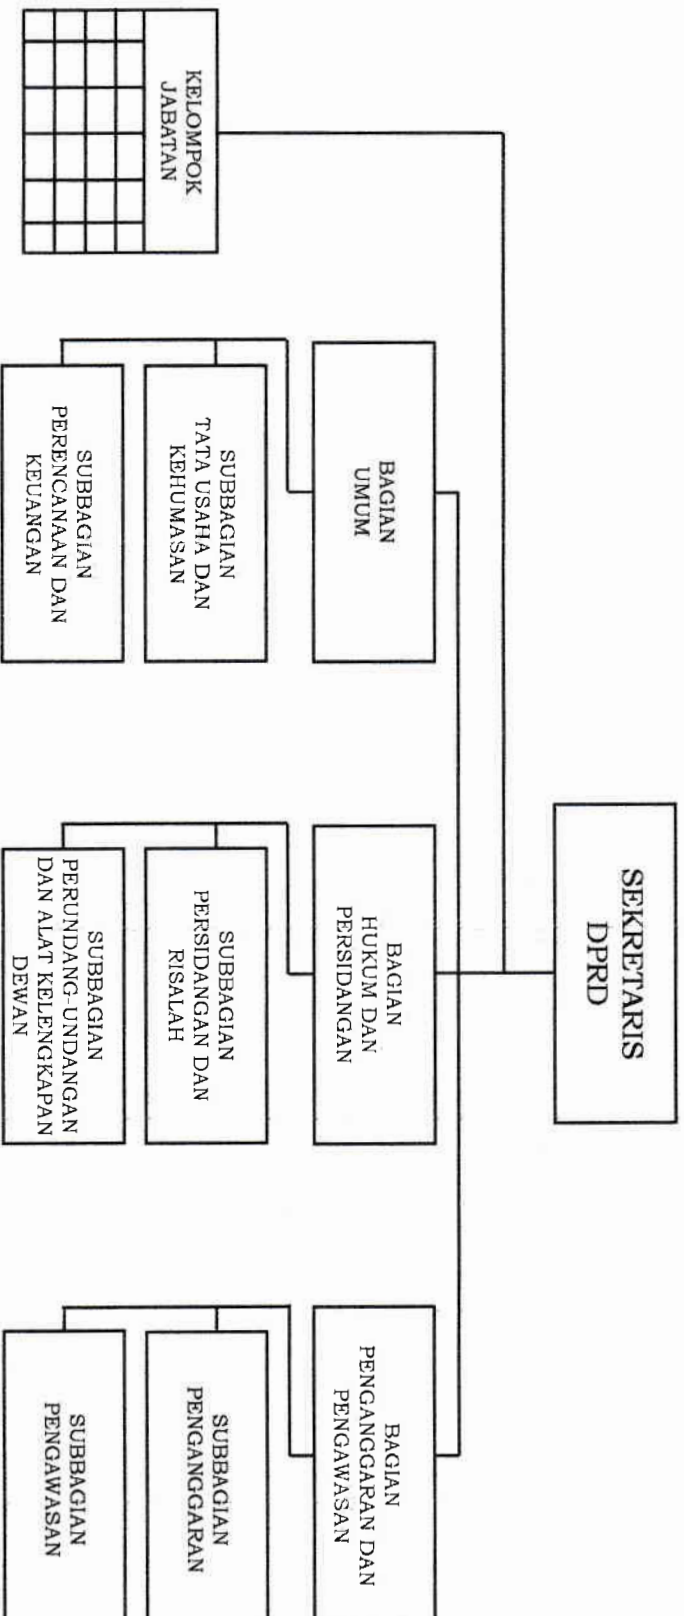 SEKRETARIS
DPRD
KELOMPOK
JABATAN
BAGIAN
UMUM
SUBBAGIAN
TATA USAHA DAN
KEHUMASAN
SUBBAGIAN
PERENCANAAN DAN
KEUANGAN
BAGIAN
HUKUM DAN
PERSIDANGAN
SUBBAGIAN
PERSIDANGAN DAN
RISALAH
SUBBAGIAN
PERUNDANG-UNDANGAN
DAN ALAT KELENGKAPAN
DEWAN
BAGIAN
PENGANGGARAN DAN
PENGAWASAN
SUBBAGIAN
PENGANGGARAN
SUBBAGIAN
PENGAWASAN